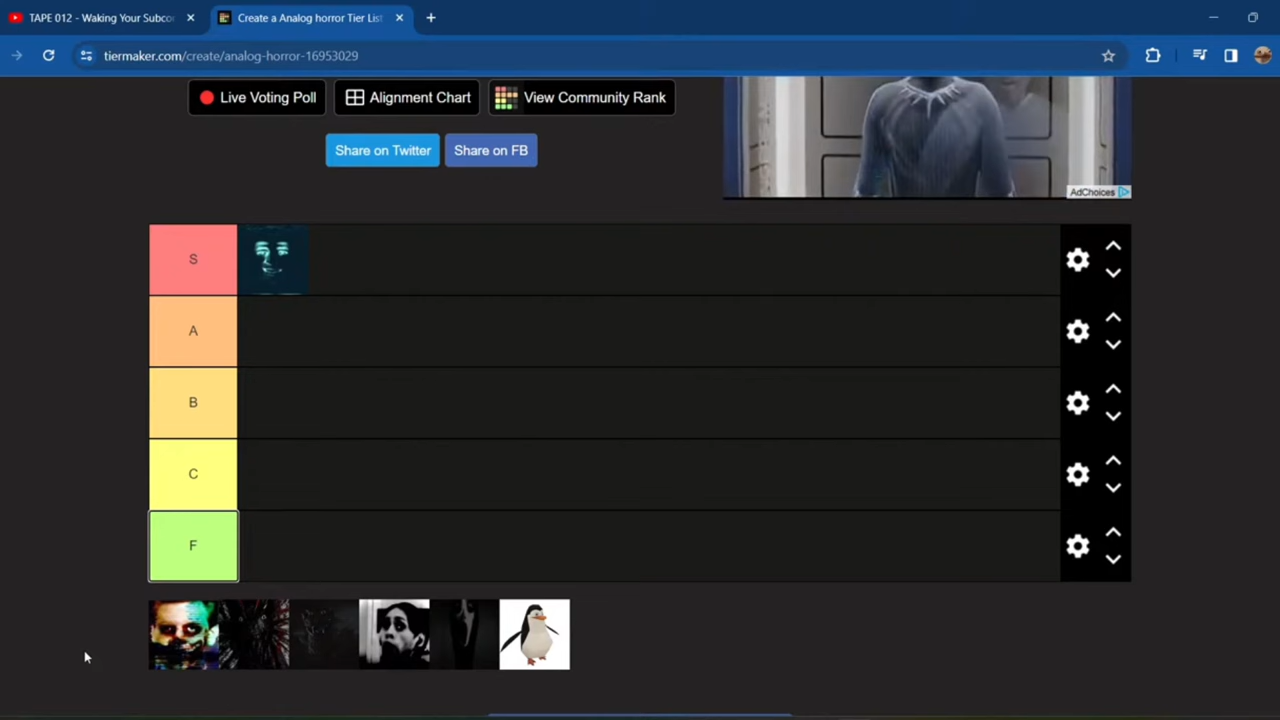 TAPE 012 - Waking Your Subco
Create a Analog horror Tier List
tiermaker.com/create/analog-horror-16953029
Live Voting Poll
Alignment Chart
View Community Rank
Share on Twitter
Share on FB
AdChoices
S
A
B
C
F